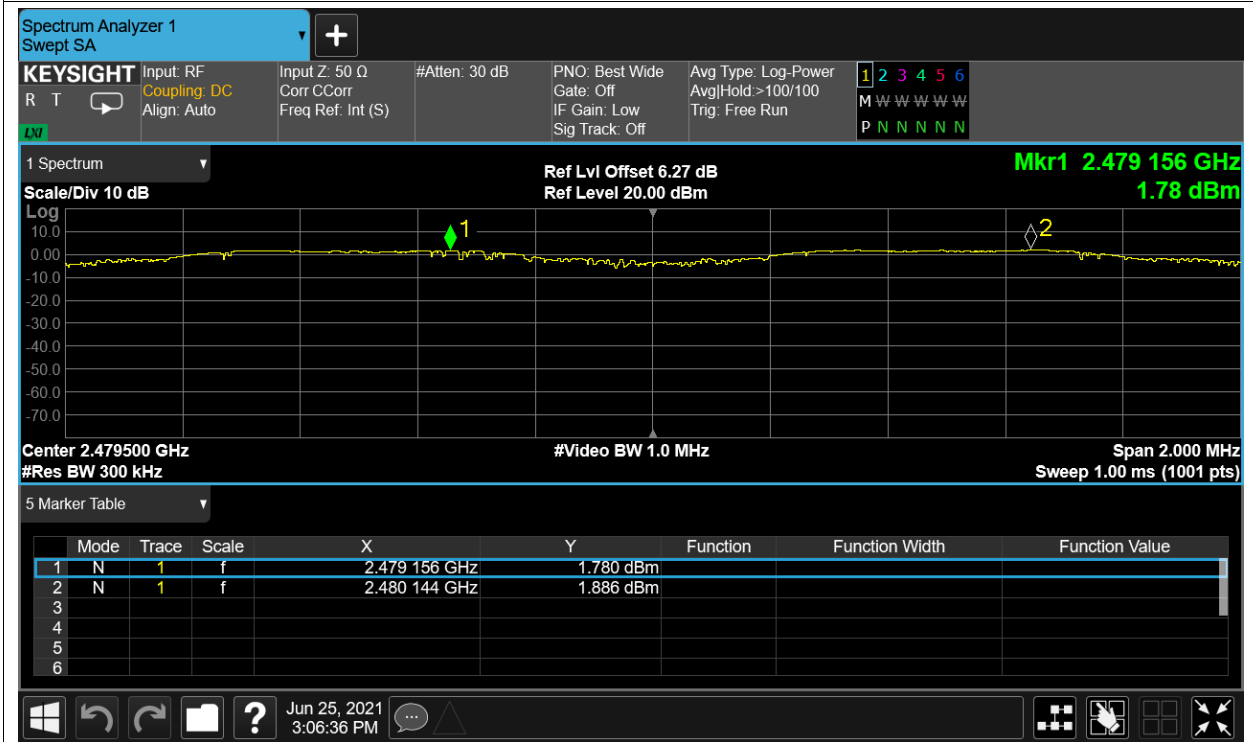 Spectrum Analyzer 1
Swept SA
+
KEYSIGHT
R T
LXI
Input: RF
Coupling: DC
Align: Auto
Input Z: 50 Ω
Corr CCorr
Freq Ref: Int (S)
#Atten: 30 dB
PNO: Best Wide
Gate: Off
IF Gain: Low
Sig Track: Off
Avg Type: Log-Power
Avg|Hold:>100/100
Trig: Free Run
1 2 3 4 5 6
M W W W W W
P N N N N N
1 Spectrum
Scale/Div 10 dB
Ref Lvl Offset 6.27 dB
Ref Level 20.00 dBm
Mkr1 2.479 156 GHz
1.78 dBm
Log
10.0
0.00
-10.0
-20.0
-30.0
-40.0
-50.0
-60.0
-70.0
1
2
Center 2.479500 GHz
#Res BW 300 kHz
#Video BW 1.0 MHz
Span 2.000 MHz
Sweep 1.00 ms (1001 pts)
5 Marker Table
Mode Trace Scale X Y Function Function Width Function Value
1 N 1 f 2.479 156 GHz 1.780 dBm
2 N 1 f 2.480 144 GHz 1.886 dBm
3
4
5
6
?
Jun 25, 2021
3:06:36 PM